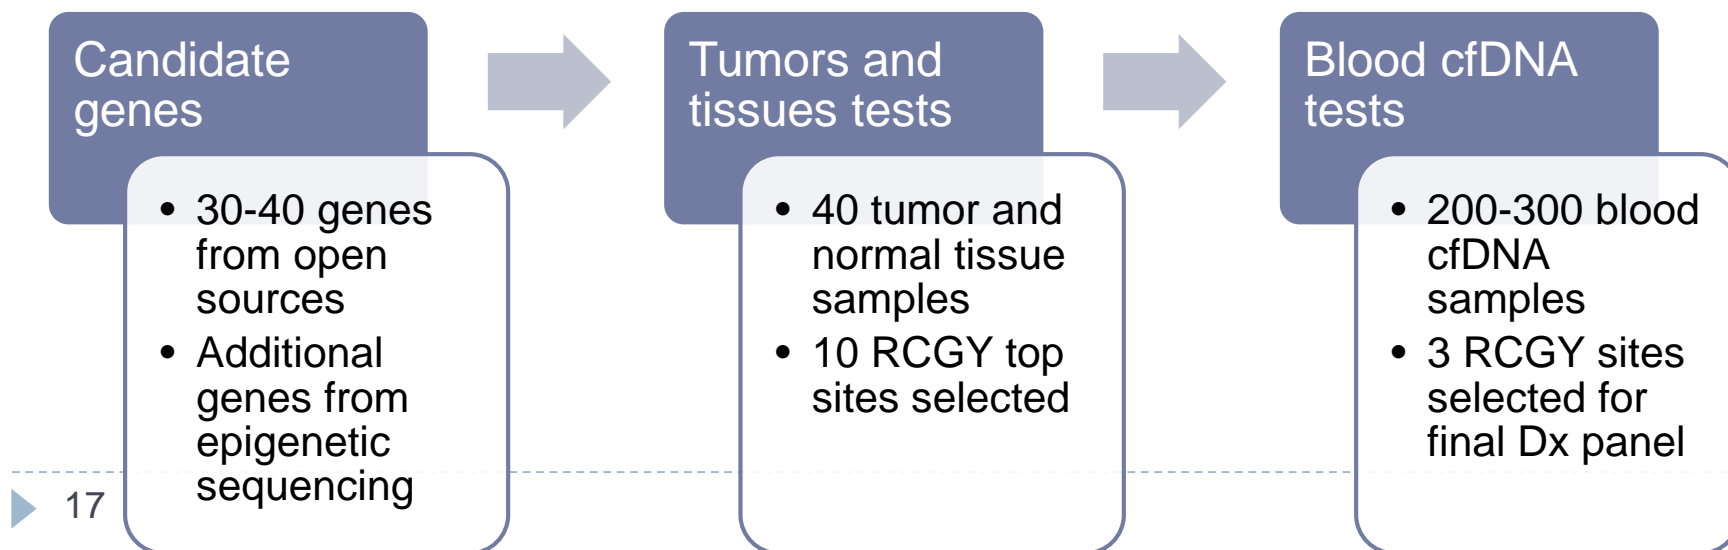 Candidate
genes
• 30-40 genes
from open
sources
• Additional
genes from
epigenetic
sequencing
Tumors and
tissues tests
• 40 tumor and
normal tissue
samples
• 10 RCGY top
sites selected
Blood cfDNA
tests
• 200-300 blood
cfDNA
samples
• 3 RCGY sites
selected for
final Dx panel
17